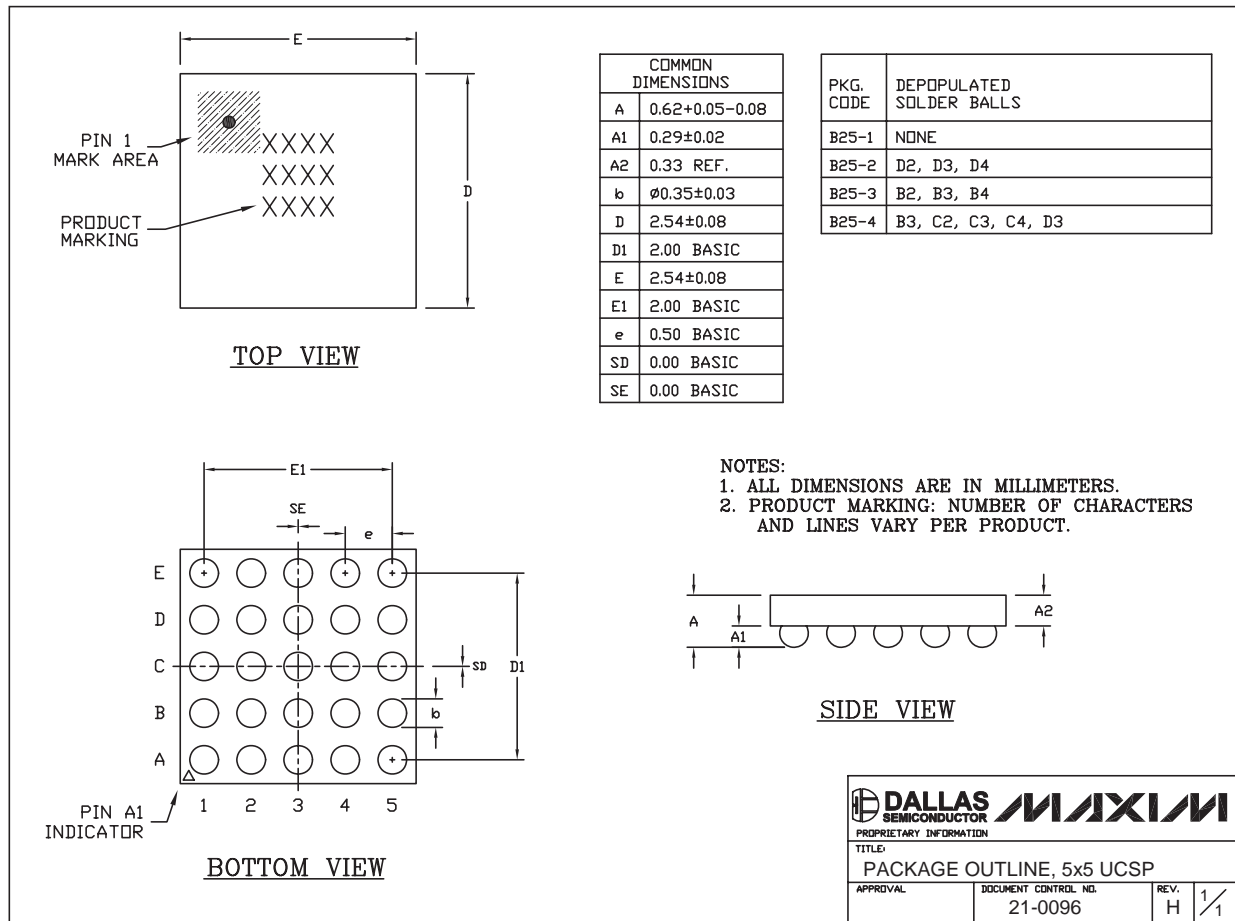 E
PIN 1
MARK AREA
XXXX
XXXX
XXXX
D
PRODUCT
MARKING
TOP VIEW
COMMON
DIMENSIONS
A 0.62+0.05-0.08
A1 0.29±0.02
A2 0.33 REF.
b ø0.35±0.03
D 2.54±0.08
D1 2.00 BASIC
E 2.54±0.08
E1 2.00 BASIC
e 0.50 BASIC
SD 0.00 BASIC
SE 0.00 BASIC
PKG. CODE DEPOPULATED SOLDER BALLS
B25-1 NONE
B25-2 D2, D3, D4
B25-3 B2, B3, B4
B25-4 B3, C2, C3, C4, D3
NOTES:
1. ALL DIMENSIONS ARE IN MILLIMETERS.
2. PRODUCT MARKING: NUMBER OF CHARACTERS
AND LINES VARY PER PRODUCT.
E1
SE
e
E
D
C
B
A
SD
D1
b
1 2 3 4 5
PIN A1
INDICATOR
BOTTOM VIEW
A
A1
A2
SIDE VIEW
DALLAS
SEMICONDUCTOR
MAXIM
PROPRIETARY INFORMATION
TITLE:
PACKAGE OUTLINE, 5x5 UCSP
APPROVAL
DOCUMENT CONTROL NO.
21-0096
REV.
H
1/1